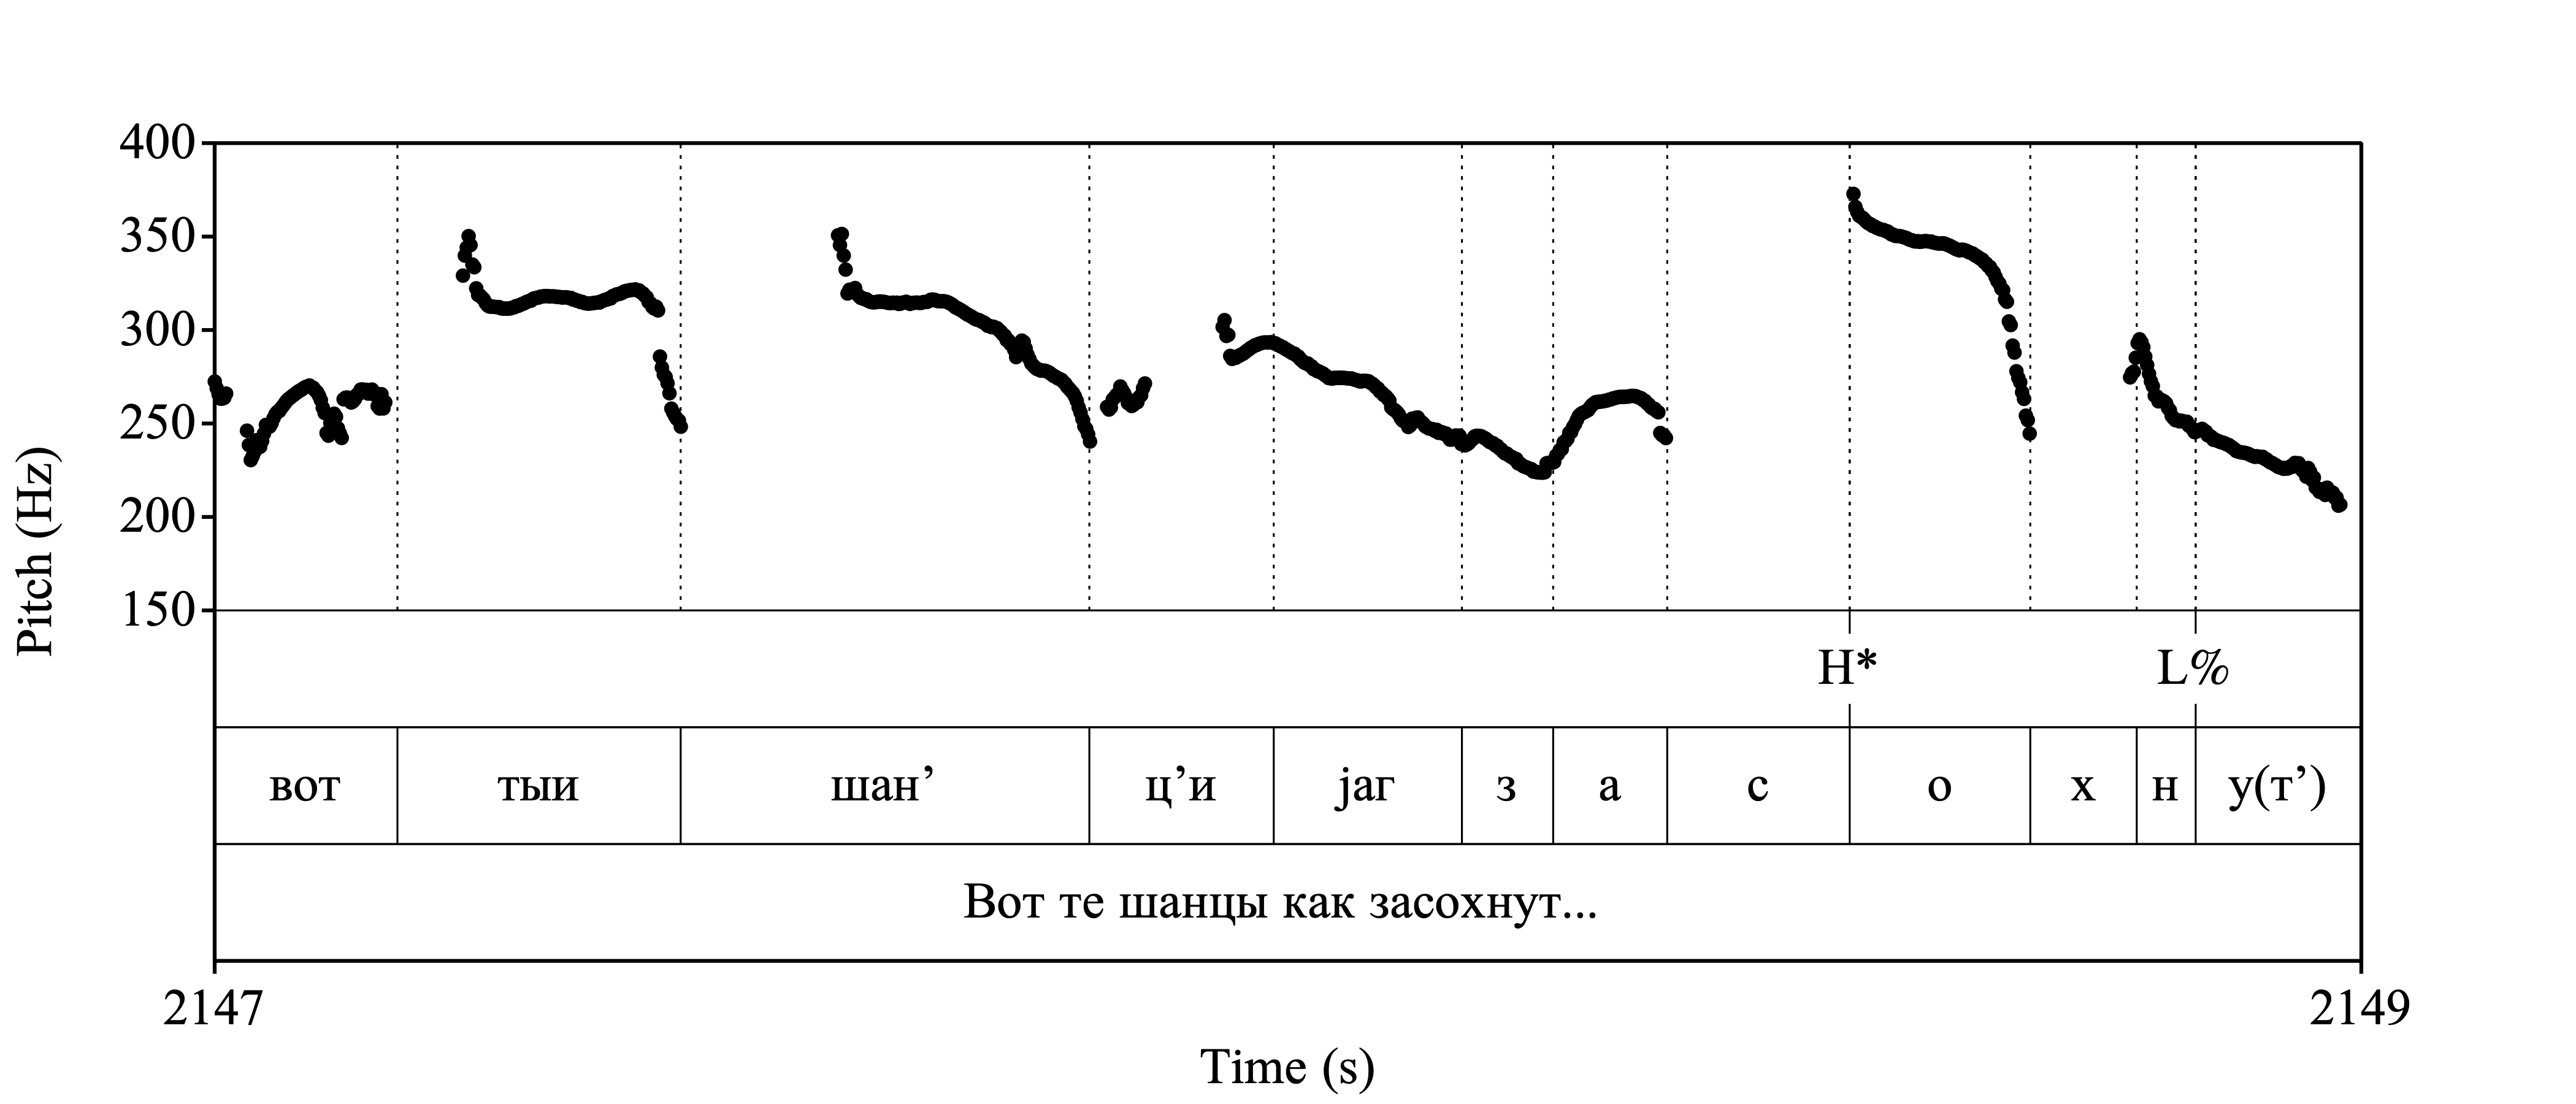 400
350
300
250
200
150
Pitch (Hz)
H* L%
вот тыи шан’ ц’и jаг з а с о х н у(т’)
Вот те шанцы как засохнут...
2147 2149
Time (s)